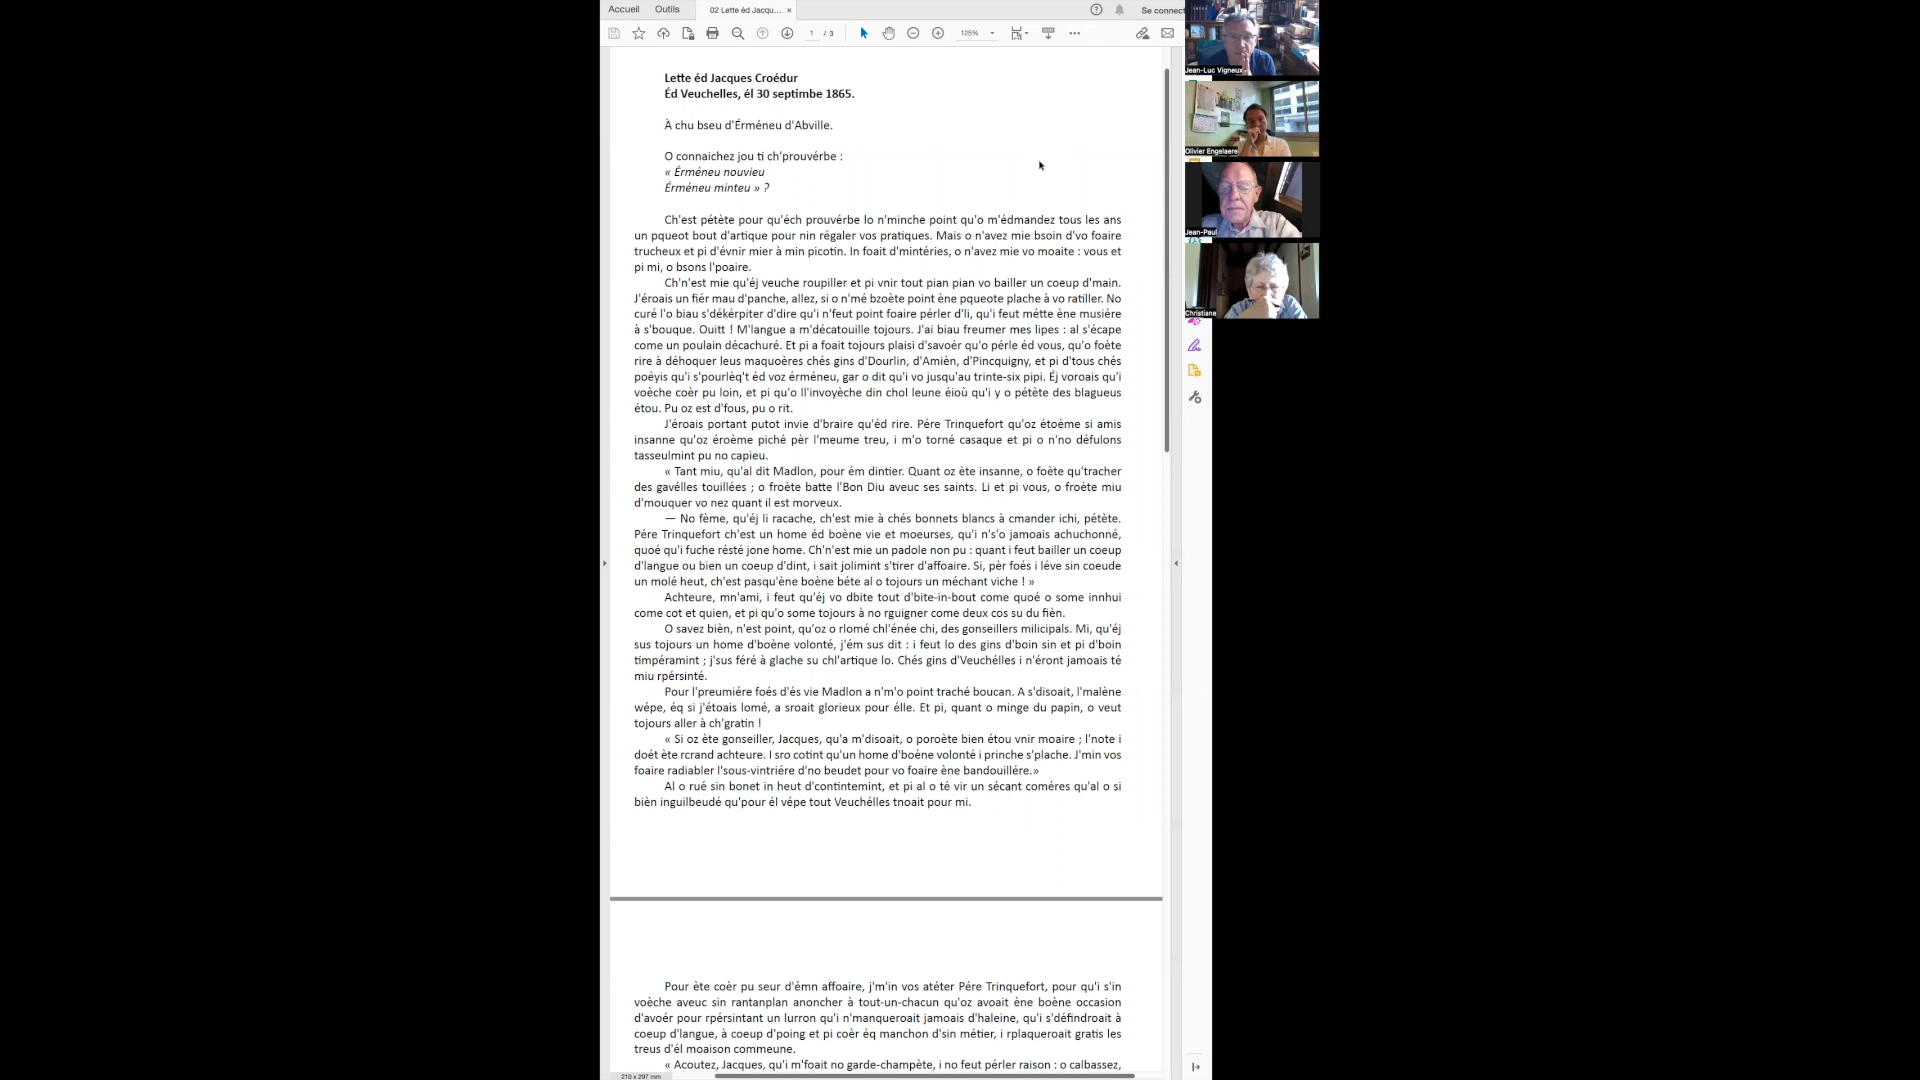 Accueil Outils 02 Lette éd Jacqu... × Se connect
1 / 3 125%
Lette éd Jacques Croédur
Éd Veuchelles, él 30 septimbe 1865.
À chu bseu d'Érméneu d'Abville.
O connaichez jou ti ch'prouvérbe :
« Érméneu nouvieu
Érméneu minteu » ?
Ch'est pétète pour qu'éch prouvérbe lo n'minche point qu'o m'édmandez tous les ans
un pqueot bout d'artique pour nin régaler vos pratiques. Mais o n'avez mie bsoin d'vo foaire
trucheux et pi d'évnir mier à min picotin. In foait d'mintéries, o n'avez mie vo moaite : vous et
pi mi, o bsons l'poaire.
Ch'n'est mie qu'éj veuche roupiller et pi vnir tout pian pian vo bailler un coeup d'main.
J'érois un fiér mau d'panche, allez, si o n'mé bzoète point ène pqueote plache à vo ratiller. No
curé l'o biau s'dékérpiter d'dire qu'i n'feut point foaire pérler d'li, qu'i feut métte ène musiére
à s'bouque. Ouitt ! M'langue a m'décatouille tojours. J'ai biau freumer mes lipes : al s'écape
come un poulain décachuré. Et pi a foait tojours plaisi d'savoér qu'o pérle éd vous, qu'o foète
rire à déhoquer leus maquoères chés gins d'Dourlin, d'Amièn, d'Pincquigny, et pi d'tous chés
poéyis qu'i s'pourlèq't éd voz érméneu, gar o dit qu'i vo jusqu'au trinte-six pipi. Éj voroais qu'i
voèche coèr pu loin, et pi qu'o ll'invoyèche din chol leune éioù qu'i y o pétète des blagueus
étou. Pu oz est d'fous, pu o rit.
J'éroais portant putot invie d'braire qu'éd rire. Pére Trinquefort qu'oz étoème si amis
insanne qu'oz éroème piché pèr l'meume treu, i m'o torné casaque et pi o n'no défulons
tasseulmint pu no capieu.
« Tant miu, qu'al dit Madlon, pour ém dintier. Quant oz ète insanne, o foète qu'tracher
des gavélles touillées ; o froète batte l'Bon Diu aveuc ses saints. Li et pi vous, o froète miu
d'mouquer vo nez quant il est morveux.
— No fème, qu'éj li racache, ch'est mie à chés bonnets blancs à cmander ichi, pétète.
Pére Trinquefort ch'est un home éd boène vie et moeurses, qu'i n's'o jamoais achuchonné,
quoé qu'i fuche résté jone home. Ch'n'est mie un padole non pu : quant i feut bailler un coeup
d'langue ou bien un coeup d'dint, i sait jolimint s'tirer d'affoaire. Si, pèr foés i léve sin coeude
un molé heut, ch'est pasqu'ène boène béte al o tojours un méchant viche ! »
Achteure, mn'ami, i feut qu'éj vo dbite tout d'bite-in-bout come quoé o some innhui
come cot et quien, et pi qu'o some tojours à no rguigner come deux cos su du fièn.
O savez bièn, n'est point, qu'oz o rlomé chl'énée chi, des gonseillers milicipals. Mi, qu'éj
sus tojours un home d'boène volonté, j'ém sus dit : i feut lo des gins d'boin sin et pi d'boin
timpéramint ; j'sus féré à glache su chl'artique lo. Chés gins d'Veuchélles i n'éront jamoais té
miu rpérsinté.
Pour l'preumiére foés d'és vie Madlon a n'm'o point traché boucan. A s'disoait, l'malène
wépe, éq si j'étoais lomé, a sroait glorieux pour élle. Et pi, quant o minge du papin, o veut
tojours aller à ch'gratin !
« Si oz ète gonseiller, Jacques, qu'a m'disoait, o poroète bien étou vnir moaire ; l'note i
doét ète rcrand achteure. I sro cotint qu'un home d'boène volonté i princhE s'plache. J'min vos
foaire radiabler l'sous-vintriére d'no beudet pour vo foaire ène bandouillére.»
Al o rué sin bonet in heut d'contintemint, et pi al o té vir un sécant coméres qu'al o si
bièn inguilbeudé qu'pour él vépe tout Veuchélles tnoait pour mi.
Pour ète coèr pu seur d'émn affoaire, j'm'in vos atéter Pére Trinquefort, pour qu'i s'in
voèche aveuc sin rantanplan anoncher à tout-un-chacun qu'oz avoait ène boène occasion
d'avoér pour rpérsintant un lurron qu'i n'manqueroait jamoais d'haleine, qu'i s'défindroait à
coeup d'langue, à coeup d'poing et pi coèr éq manchon d'sin métier, i rplaqueroait gratis les
treus d'él moaison commeune.
« Acoutez, Jacques, qu'i m'foait no garde-champète, i no feut pérler raison : o calbassez,
210 x 297 mm
Jean-Luc Vigneux
Olivier Engelaere
Jean-Paul
Christiane